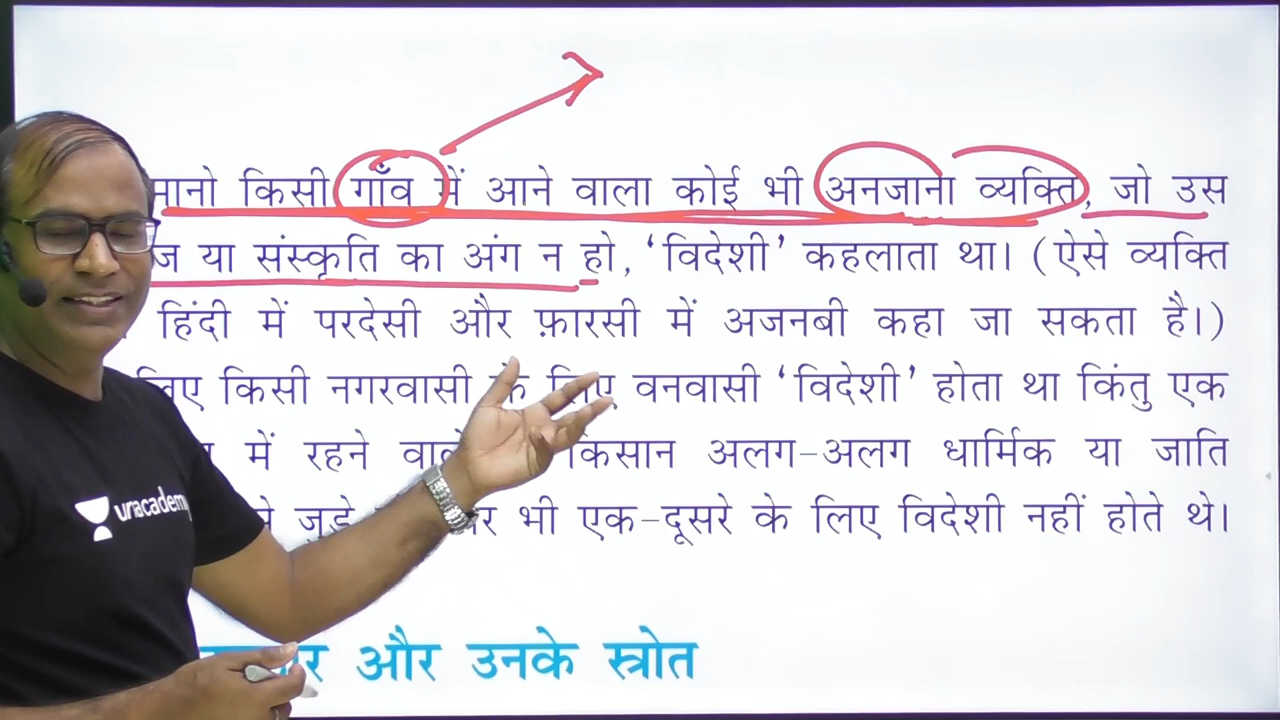 मानो किसी गाँव में आने वाला कोई भी अनजाना व्यक्ति, जो उस
या संस्कृति का अंग न हो, ‘विदेशी’ कहलाता था। (ऐसे व्यक्ति
हिंदी में परदेसी और फ़ारसी में अजनबी कहा जा सकता है।)
किसी नगरवासी के लिए वनवासी ‘विदेशी’ होता था किंतु एक
में रहने वाले किसान अलग-अलग धार्मिक या जाति
जुड़े भी एक-दूसरे के लिए विदेशी नहीं होते थे।
unacademy
और उनके स्त्रोत